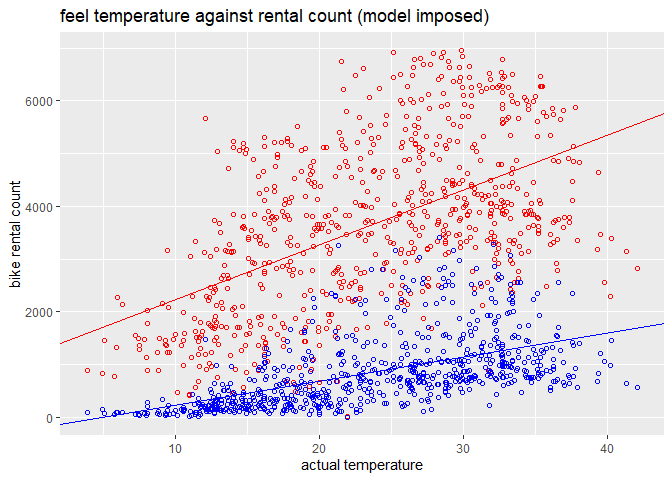 feel temperature against rental count (model imposed)
bike rental count
6000
4000
2000
0
10
20
30
40
actual temperature